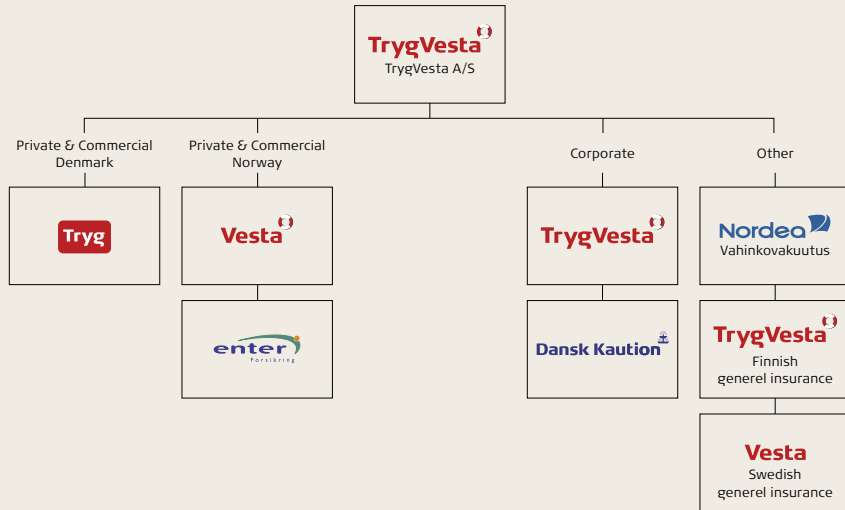 TrygVesta
TrygVesta A/S
Private & Commercial
Denmark
Private & Commercial
Norway
Corporate
Other
Tryg
Vesta
TrygVesta
Nordea
Vahinkovakuutus
enter
Forsikring
Dansk Kaution
TrygVesta
Finnish
generel insurance
Vesta
Swedish
generel insurance